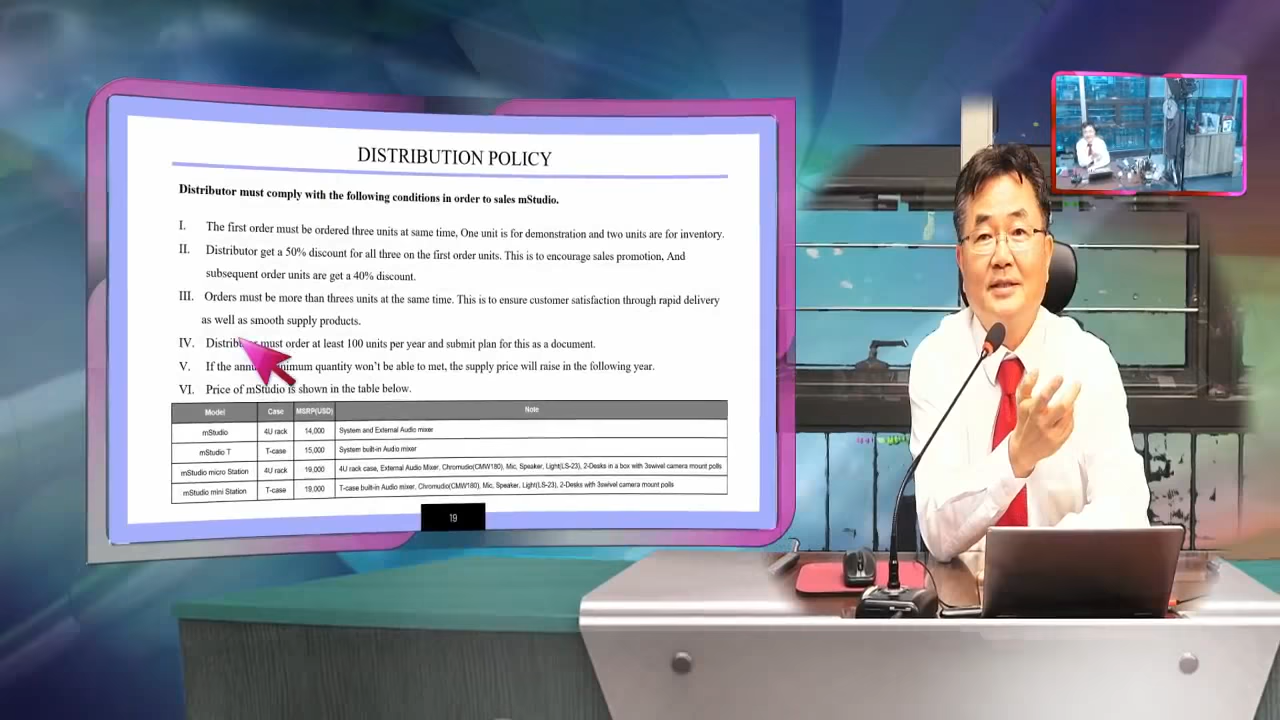 DISTRIBUTION POLICY
Distributor must comply with the following conditions in order to sales mStudio.
I. The first order must be ordered three units at same time, One unit is for demonstration and two units are for inventory.
II. Distributor get a 50% discount for all three on the first order units. This is to encourage sales promotion, And
subsequent order units are get a 40% discount.
III. Orders must be more than threes units at the same time. This is to ensure customer satisfaction through rapid delivery
as well as smooth supply products.
IV. must order at least 100 units per year and submit plan for this as a document.
V. If the quantity won't be able to met, the supply price will raise in the following year.
VI. Price of mStudio is shown in the table below.
Model Case MSRP(USD) Note
mStudio 4U rack 14,000 System and External Audio mixer
mStudio T T-case 15,000 System built-in Audio mixer
mStudio micro Station 4U rack 19,000 4U rack case, External Audio Mixer, Chromudio(CMW180), Mic, Speaker, Light(LS-23), 2-Desks in a box with 3swivel camera mount polls
mStudio mini Station T-case 19,000 T-case built-in Audio mixer, Chromudio(CMW180), Mic, Speaker, Light(LS-23), 2-Desks with 3swivel camera mount polls
19